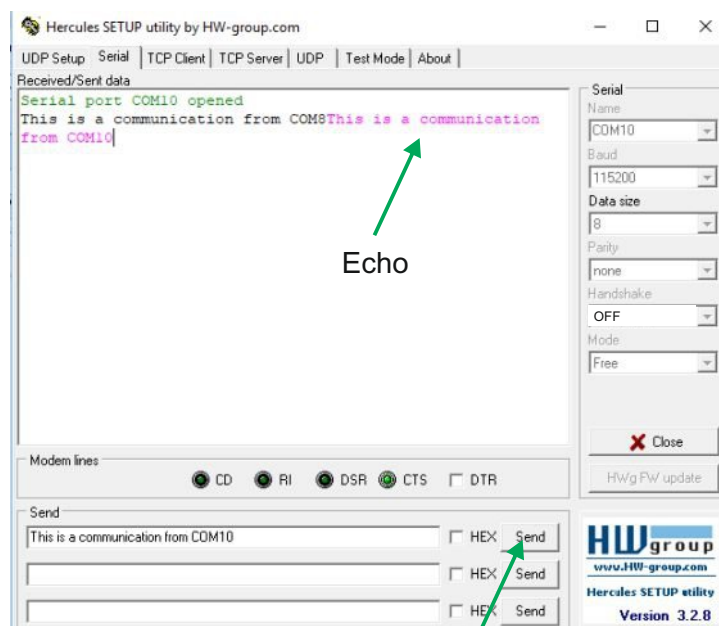 Hercules SETUP utility by HW-group.com
UDP Setup Serial TCP Client TCP Server UDP Test Mode About
Received/Sent data
Serial port COM10 opened
This is a communication from COM8This is a communication
from COM10
Echo
Serial
Name
COM10
Baud
115200
Data size
8
Parity
none
Handshake
OFF
Mode
Free
Close
HWg FW update
Modem lines
CD RI DSR CTS DTR
Send
This is a communication from COM10 HEX Send
HEX Send
HEX Send
HWgroup
www.HW-group.com
Hercules SETUP utility
Version 3.2.8